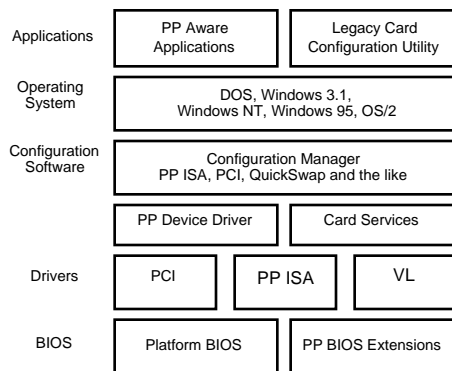 Applications
PP Aware
Applications
Legacy Card
Configuration Utility
Operating
System
DOS, Windows 3.1,
Windows NT, Windows 95, OS/2
Configuration
Software
Configuration Manager
PP ISA, PCI, QuickSwap and the like
PP Device Driver
Card Services
Drivers
PCI
PP ISA
VL
BIOS
Platform BIOS
PP BIOS Extensions